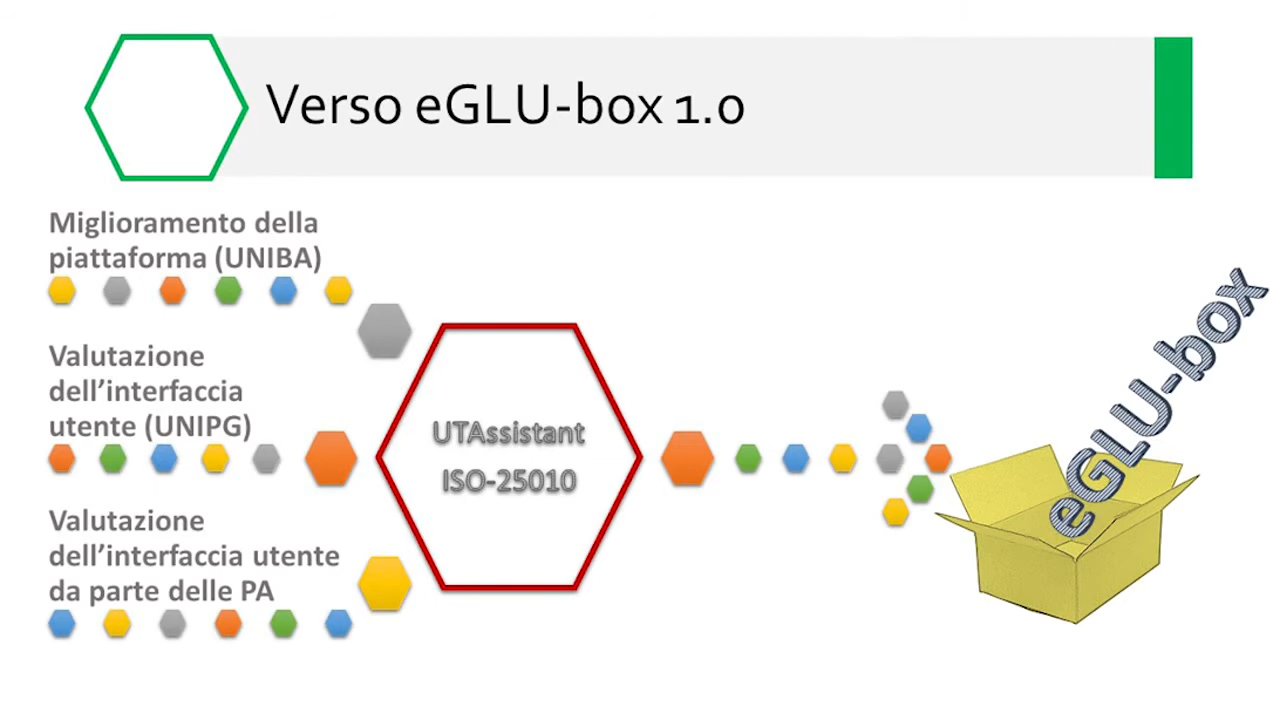 Verso eGLU-box 1.0
Miglioramento della
piattaforma (UNIBA)
Valutazione
dell'interfaccia
utente (UNIPG)
Valutazione
dell'interfaccia utente
da parte delle PA
UTAssistant
ISO-25010
eGLU-box